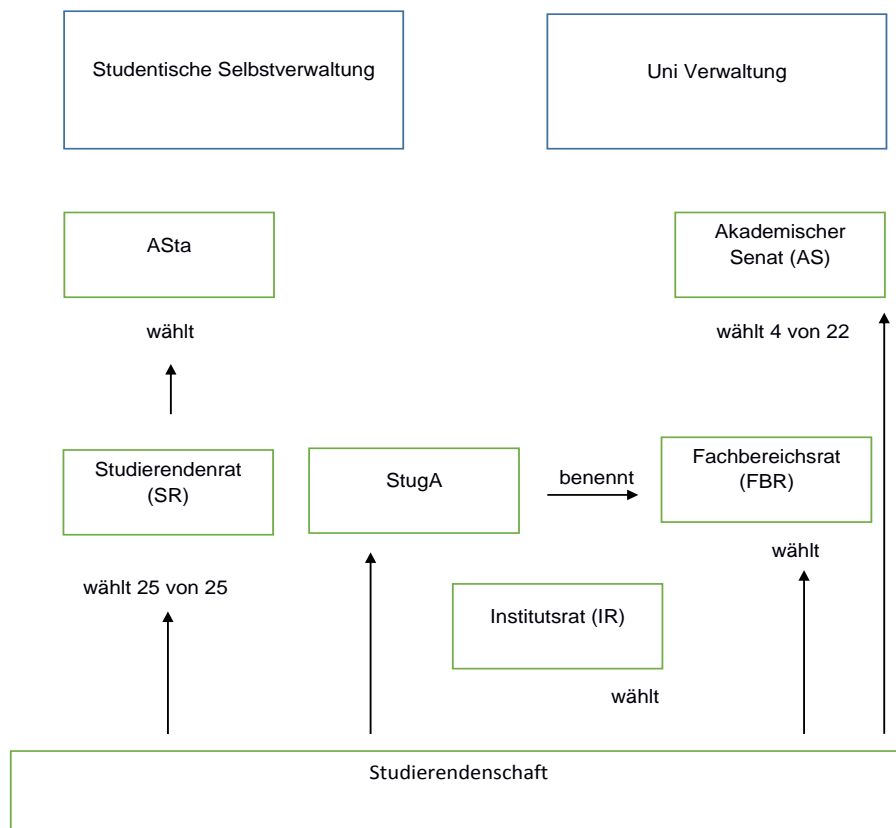 Studentische Selbstverwaltung
Uni Verwaltung
ASta
Akademischer
Senat (AS)
wählt
wählt 4 von 22
Studierendenrat
(SR)
StugA
benennt
Fachbereichsrat
(FBR)
wählt
wählt 25 von 25
Institutsrat (IR)
wählt
Studierendenschaft